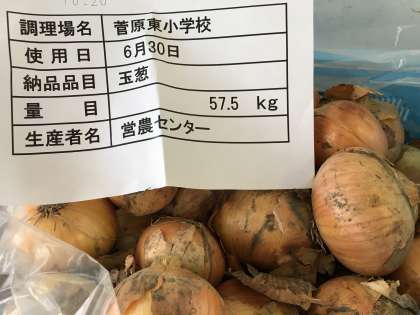 調理場名 菅原東小学校
使用日 6月30日
納品品目 玉葱
量目 57.5 kg
生産者名 営農センター